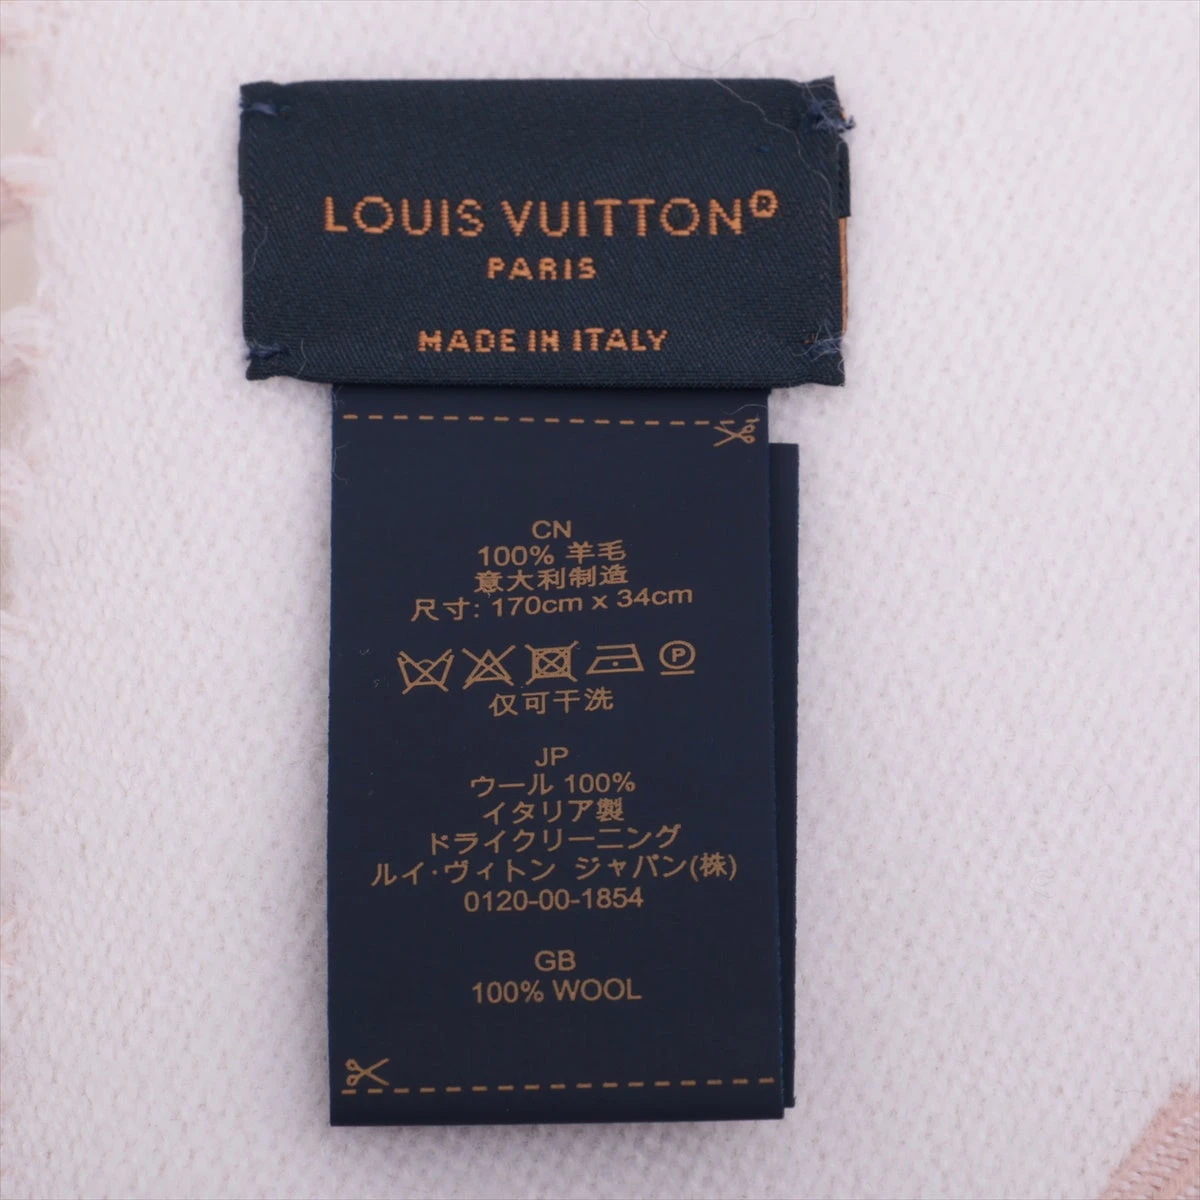 LOUIS VUITTON®
PARIS
MADE IN ITALY
CN
100% 羊毛
意大利制造
尺寸: 170cm x 34cm
P
仅可干洗
JP
ウール 100%
イタリア製
ドライクリーニング
ルイ·ヴィトン ジャパン(株)
0120-00-1854
GB
100% WOOL